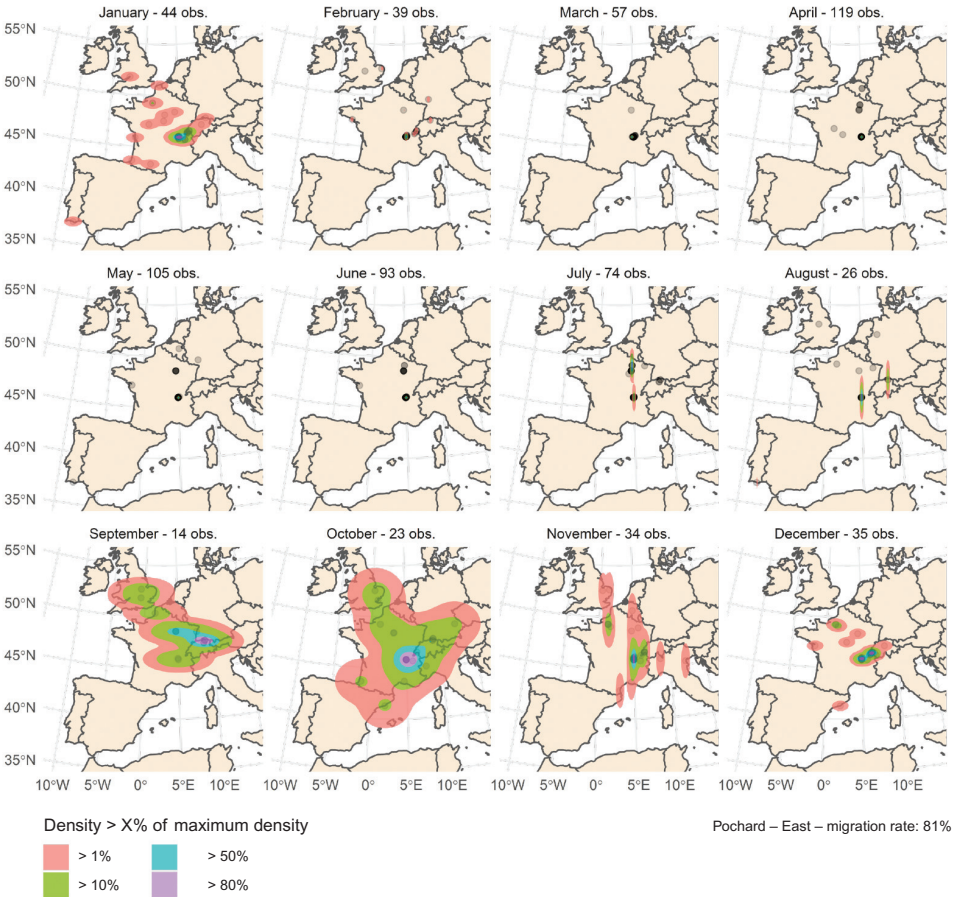 January - 44 obs. February - 39 obs. March - 57 obs. April - 119 obs.
55°N
50°N
45°N
40°N
35°N
May - 105 obs. June - 93 obs. July - 74 obs. August - 26 obs.
55°N
50°N
45°N
40°N
35°N
September - 14 obs. October - 23 obs. November - 34 obs. December - 35 obs.
55°N
50°N
45°N
40°N
35°N
10°W 5°W 0° 5°E 10°E 10°W 5°W 0° 5°E 10°E 10°W 5°W 0° 5°E 10°E 10°W 5°W 0° 5°E 10°E
Density > X% of maximum density
Pochard – East – migration rate: 81%
> 1% > 50%
> 10% > 80%